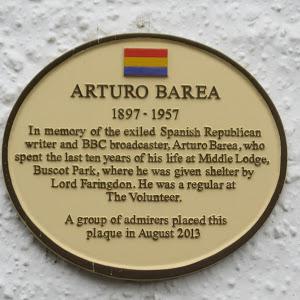 ARTURO BAREA
1897 - 1957
In memory of the exiled Spanish Republican
writer and BBC broadcaster, Arturo Barea, who
spent the last ten years of his life at Middle Lodge,
Buscot Park, where he was given shelter by
Lord Faringdon. He was a regular at
The Volunteer.
A group of admirers placed this
plaque in August 2013